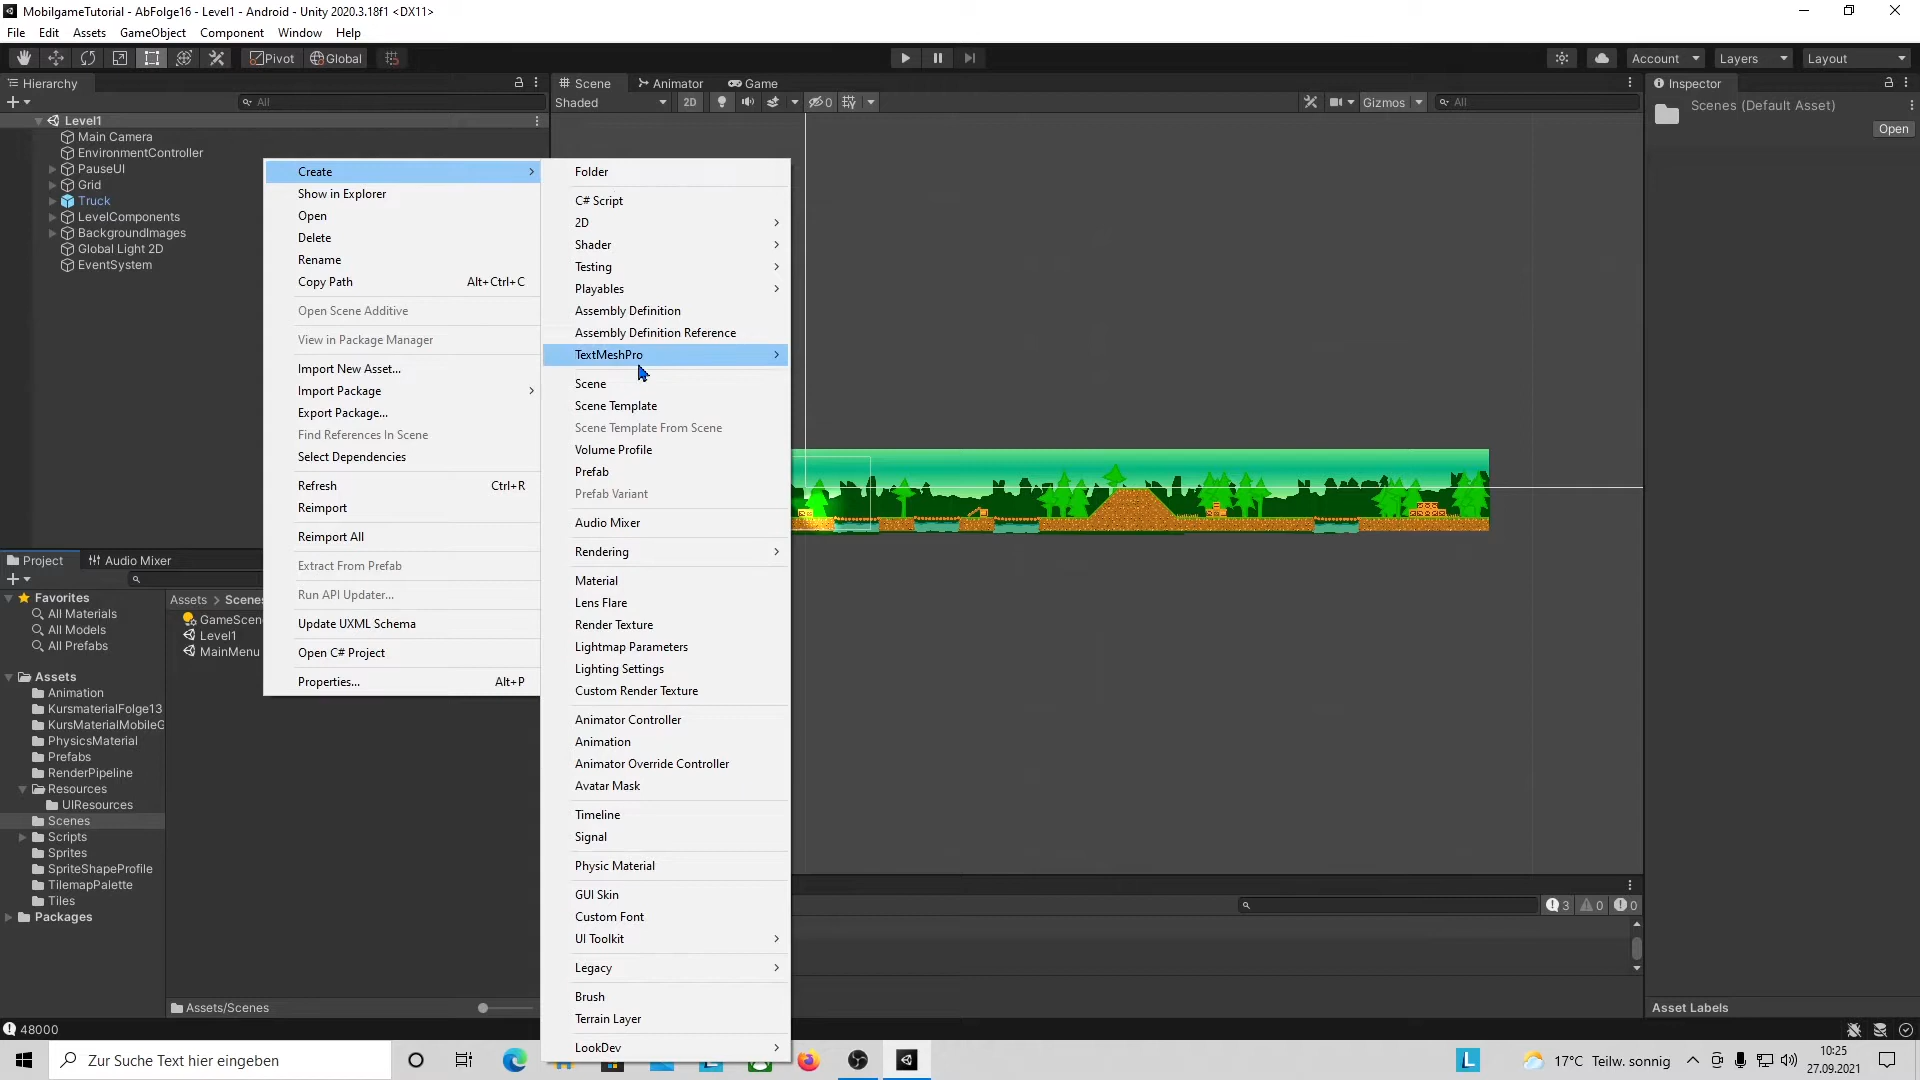 MobilgameTutorial - AbFolge16 - Level1 - Android - Unity 2020.3.18f1 <DX11>
File Edit Assets GameObject Component Window Help
Pivot Global Account Layers Layout
Hierarchy
All
Level1
Main Camera
EnvironmentController
PauseUI
Grid
Truck
LevelComponents
BackgroundImages
Global Light 2D
EventSystem
Scene Animator Game
Shaded 2D 0 Gizmos All
Inspector
Scenes (Default Asset)
Open
Create
Show in Explorer
Open
Delete
Rename
Copy Path Alt+Ctrl+C
Open Scene Additive
View in Package Manager
Import New Asset...
Import Package
Export Package...
Find References In Scene
Select Dependencies
Refresh Ctrl+R
Reimport
Reimport All
Extract From Prefab
Run API Updater...
Update UXML Schema
Open C# Project
Properties... Alt+P
Folder
C# Script
2D
Shader
Testing
Playables
Assembly Definition
Assembly Definition Reference
TextMeshPro
Scene
Scene Template
Scene Template From Scene
Volume Profile
Prefab
Prefab Variant
Audio Mixer
Rendering
Material
Lens Flare
Render Texture
Lightmap Parameters
Lighting Settings
Custom Render Texture
Animator Controller
Animation
Animator Override Controller
Avatar Mask
Timeline
Signal
Physic Material
GUI Skin
Custom Font
UI Toolkit
Legacy
Brush
Terrain Layer
LookDev
Project Audio Mixer
Favorites
All Materials
All Models
All Prefabs
Assets
Animation
KursmaterialFolge13
KursMaterialMobileG
PhysicsMaterial
Prefabs
RenderPipeline
Resources
UIResources
Scenes
Scripts
Sprites
SpriteShapeProfile
TilemapPalette
Tiles
Packages
Assets > Scenes
GameScen
Level1
MainMenu
Assets/Scenes
3 0 0
Asset Labels
48000
Zur Suche Text hier eingeben
L
17°C Teilw. sonnig
10:25
27.09.2021